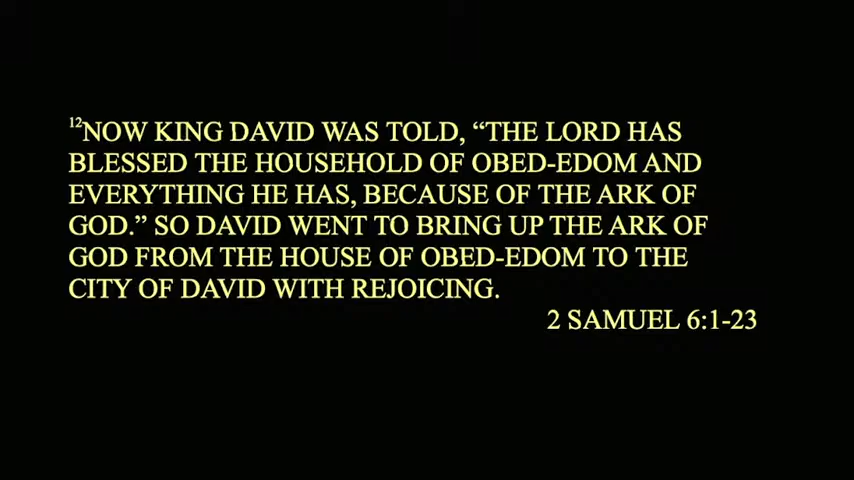 12NOW KING DAVID WAS TOLD, “THE LORD HAS
BLESSED THE HOUSEHOLD OF OBED-EDOM AND
EVERYTHING HE HAS, BECAUSE OF THE ARK OF
GOD.” SO DAVID WENT TO BRING UP THE ARK OF
GOD FROM THE HOUSE OF OBED-EDOM TO THE
CITY OF DAVID WITH REJOICING.
2 SAMUEL 6:1-23